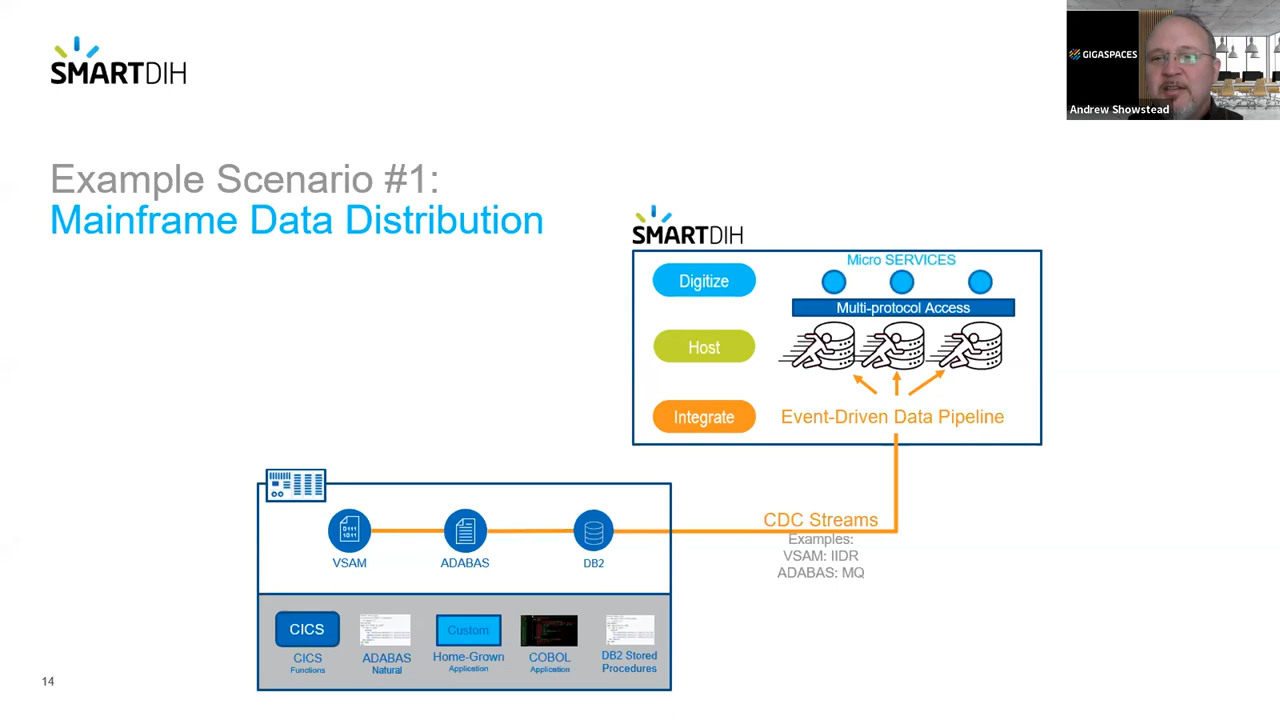 SMARTDIH
GIGASPACES
Andrew Showstead
Example Scenario #1:
Mainframe Data Distribution
SMARTDIH
Digitize
Micro SERVICES
Multi-protocol Access
Host
Integrate
Event-Driven Data Pipeline
CDC Streams
Examples:
VSAM: IIDR
ADABAS: MQ
VSAM
ADABAS
DB2
CICS
CICS
Functions
ADABAS
Natural
Custom
Home-Grown
Application
COBOL
Application
DB2 Stored
Procedures
14